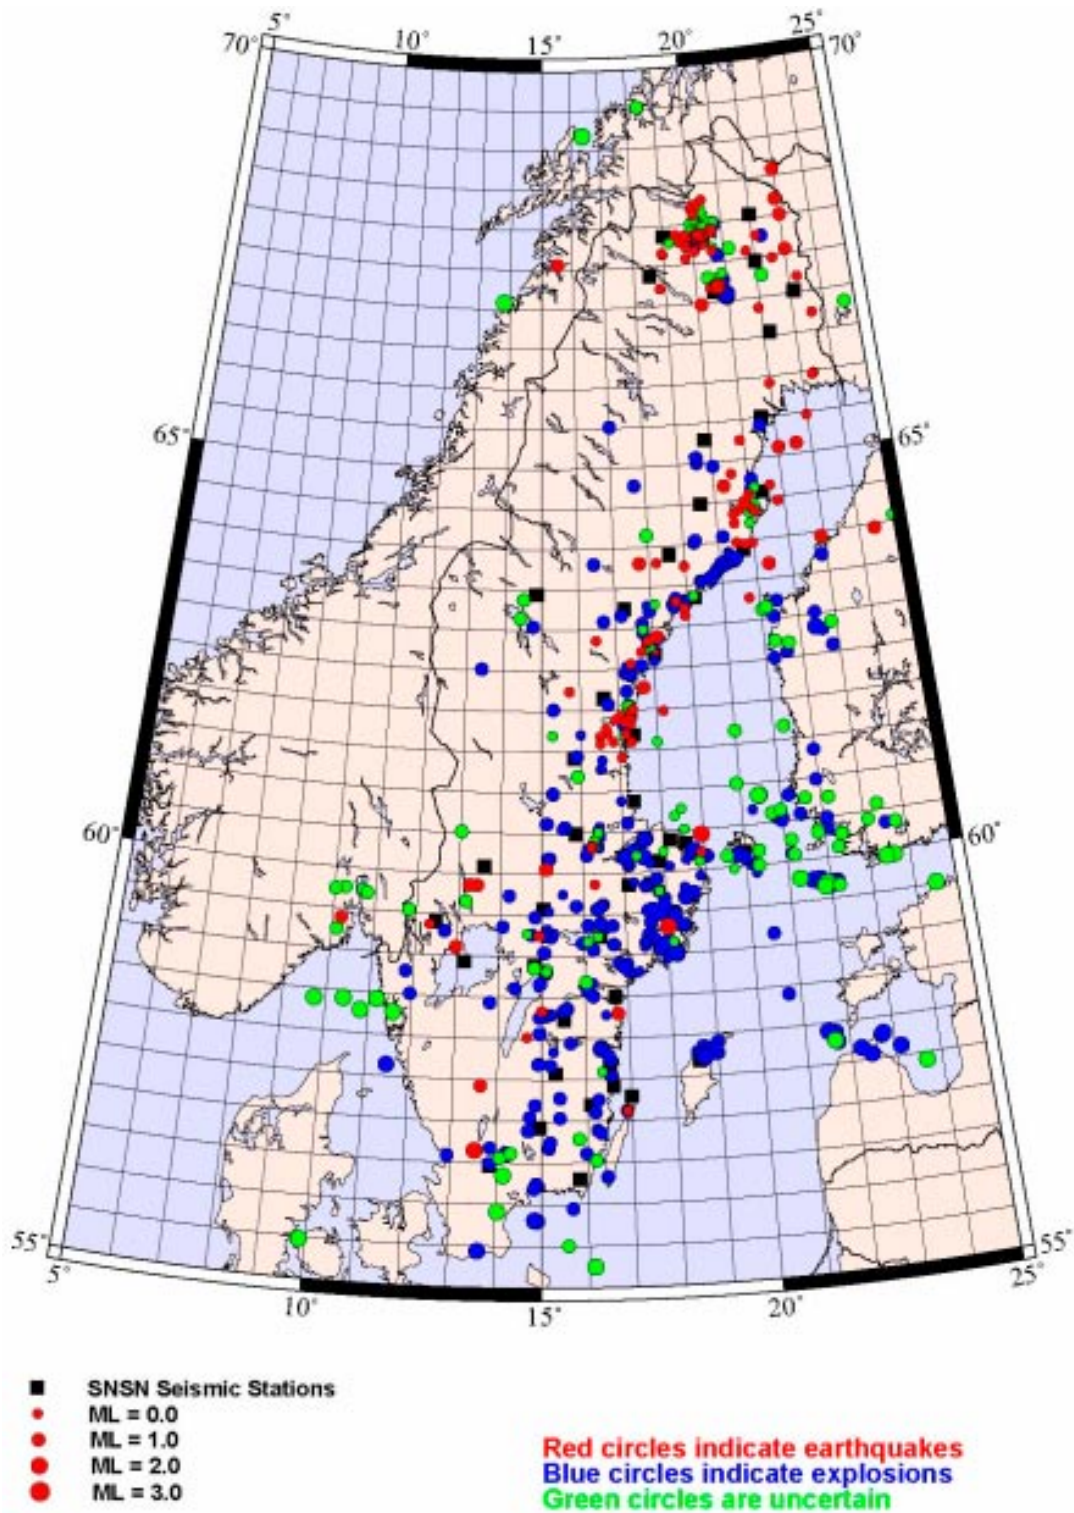 5° 10° 15° 20° 25°
70° 70°
65° 65°
60° 60°
55° 55°
5° 10° 15° 20° 25°
SNSN Seismic Stations
ML = 0.0
ML = 1.0
ML = 2.0
ML = 3.0
Red circles indicate earthquakes
Blue circles indicate explosions
Green circles are uncertain